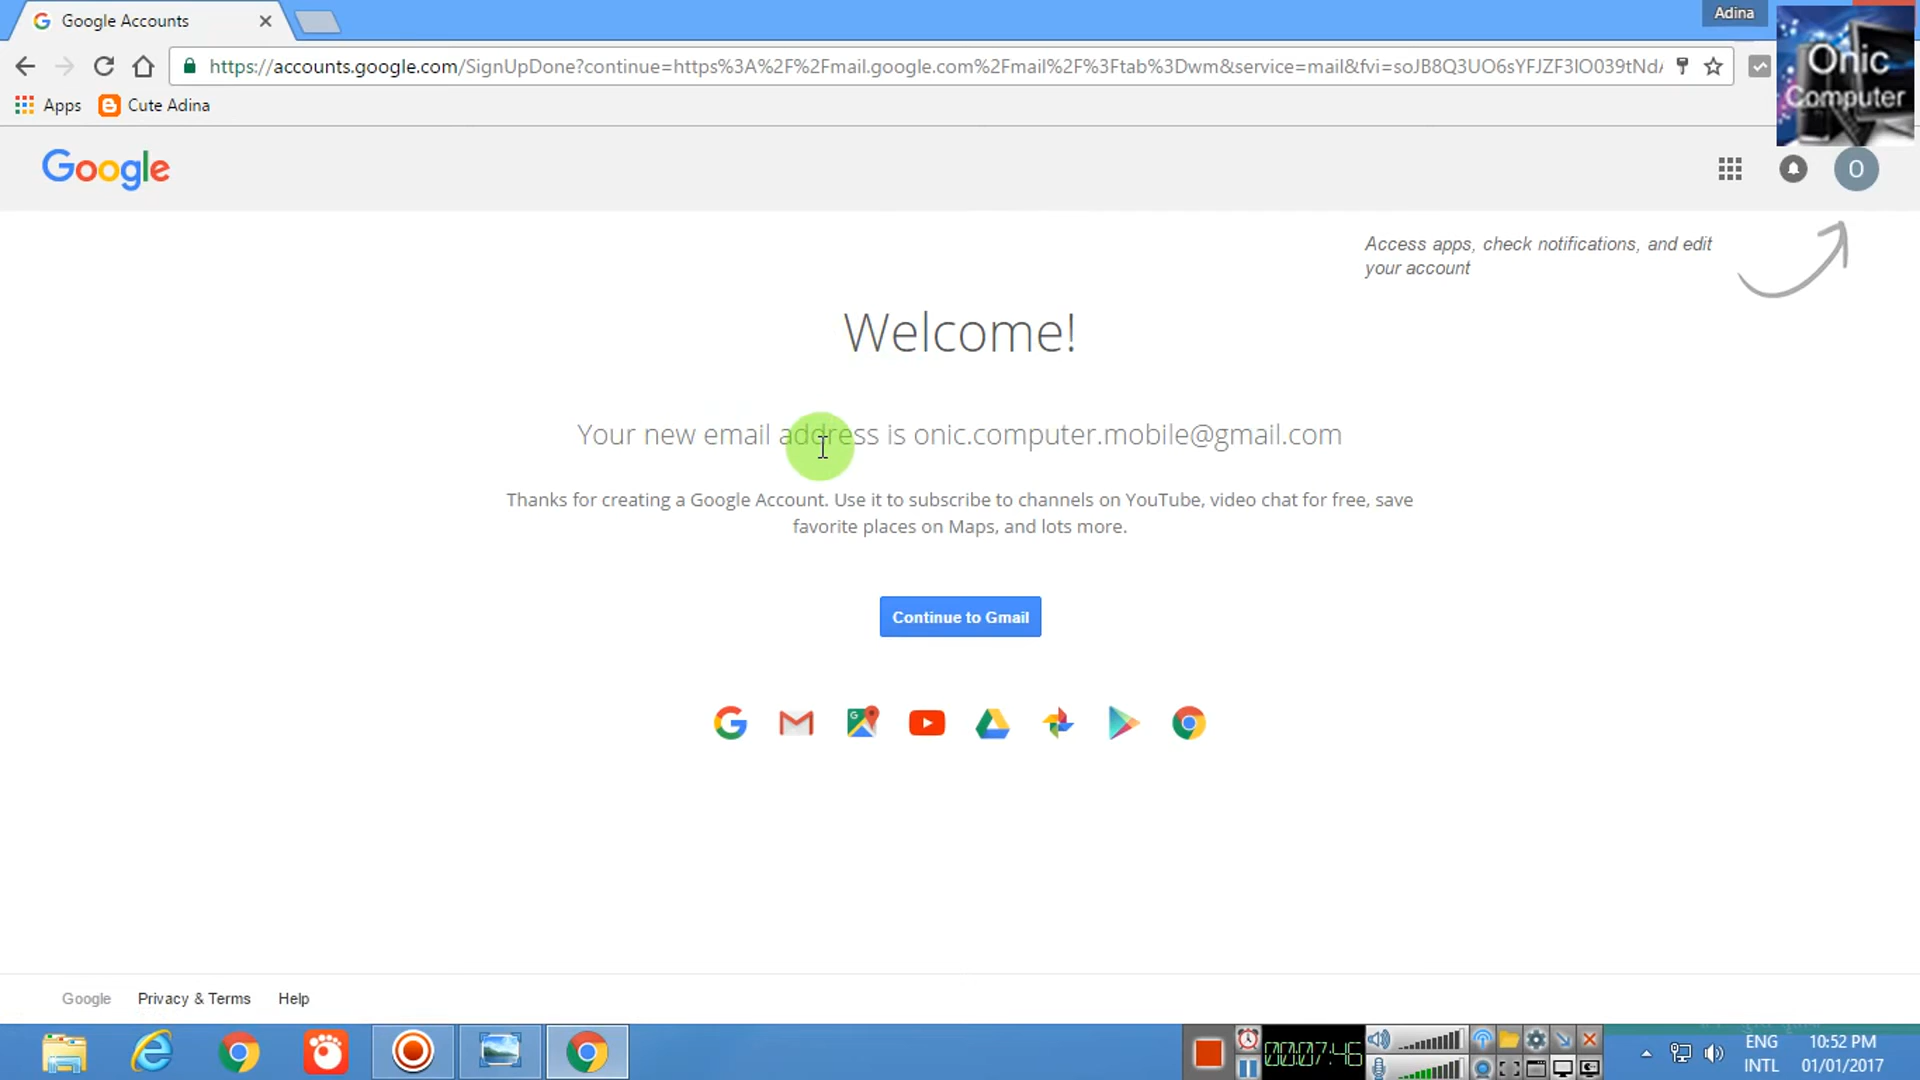 Google Accounts
Adina
https://accounts.google.com/SignUpDone?continue=https%3A%2F%2Fmail.google.com%2Fmail%2F%3Ftab%3Dwm&service=mail&fvi=soJB8Q3UO6sYFJZF3IO039tNd
Apps
Cute Adina
Onic
Computer
Google
O
Access apps, check notifications, and edit
your account
Welcome!
Your new email address is onic.computer.mobile@gmail.com
Thanks for creating a Google Account. Use it to subscribe to channels on YouTube, video chat for free, save
favorite places on Maps, and lots more.
Continue to Gmail
Google Privacy & Terms Help
00:07:46
ENG
INTL
10:52 PM
01/01/2017